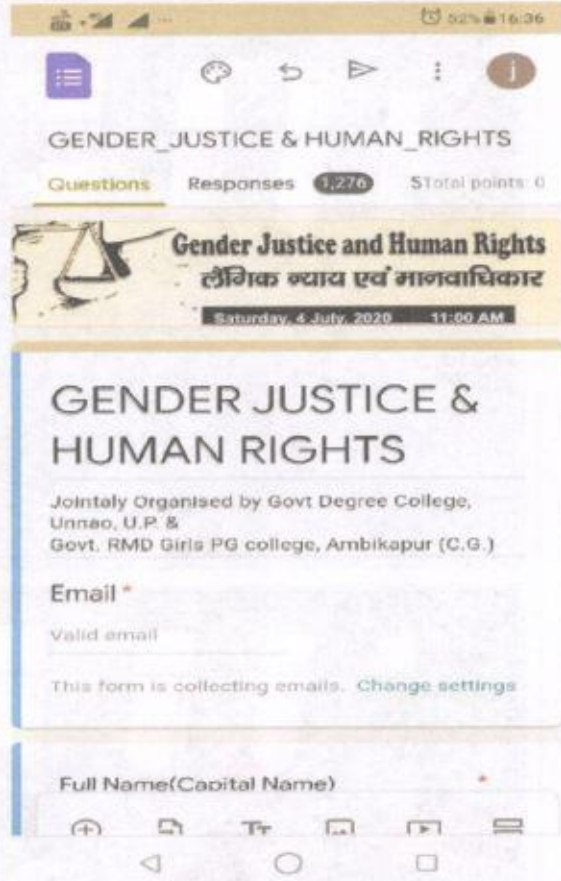 52% 16:36
j
GENDER_JUSTICE & HUMAN_RIGHTS
Questions Responses 1,276 STotal points: 0
Gender Justice and Human Rights
लैंगिक न्याय एवं मानवाधिकार
Saturday, 4 July, 2020 11:00 AM
GENDER JUSTICE &
HUMAN RIGHTS
Jointaly Organised by Govt Degree College,
Unnao, U.P. &
Govt. RMD Girls PG college, Ambikapur (C.G.)
Email *
Valid email
This form is collecting emails. Change settings
Full Name(Capital Name) *
Tт